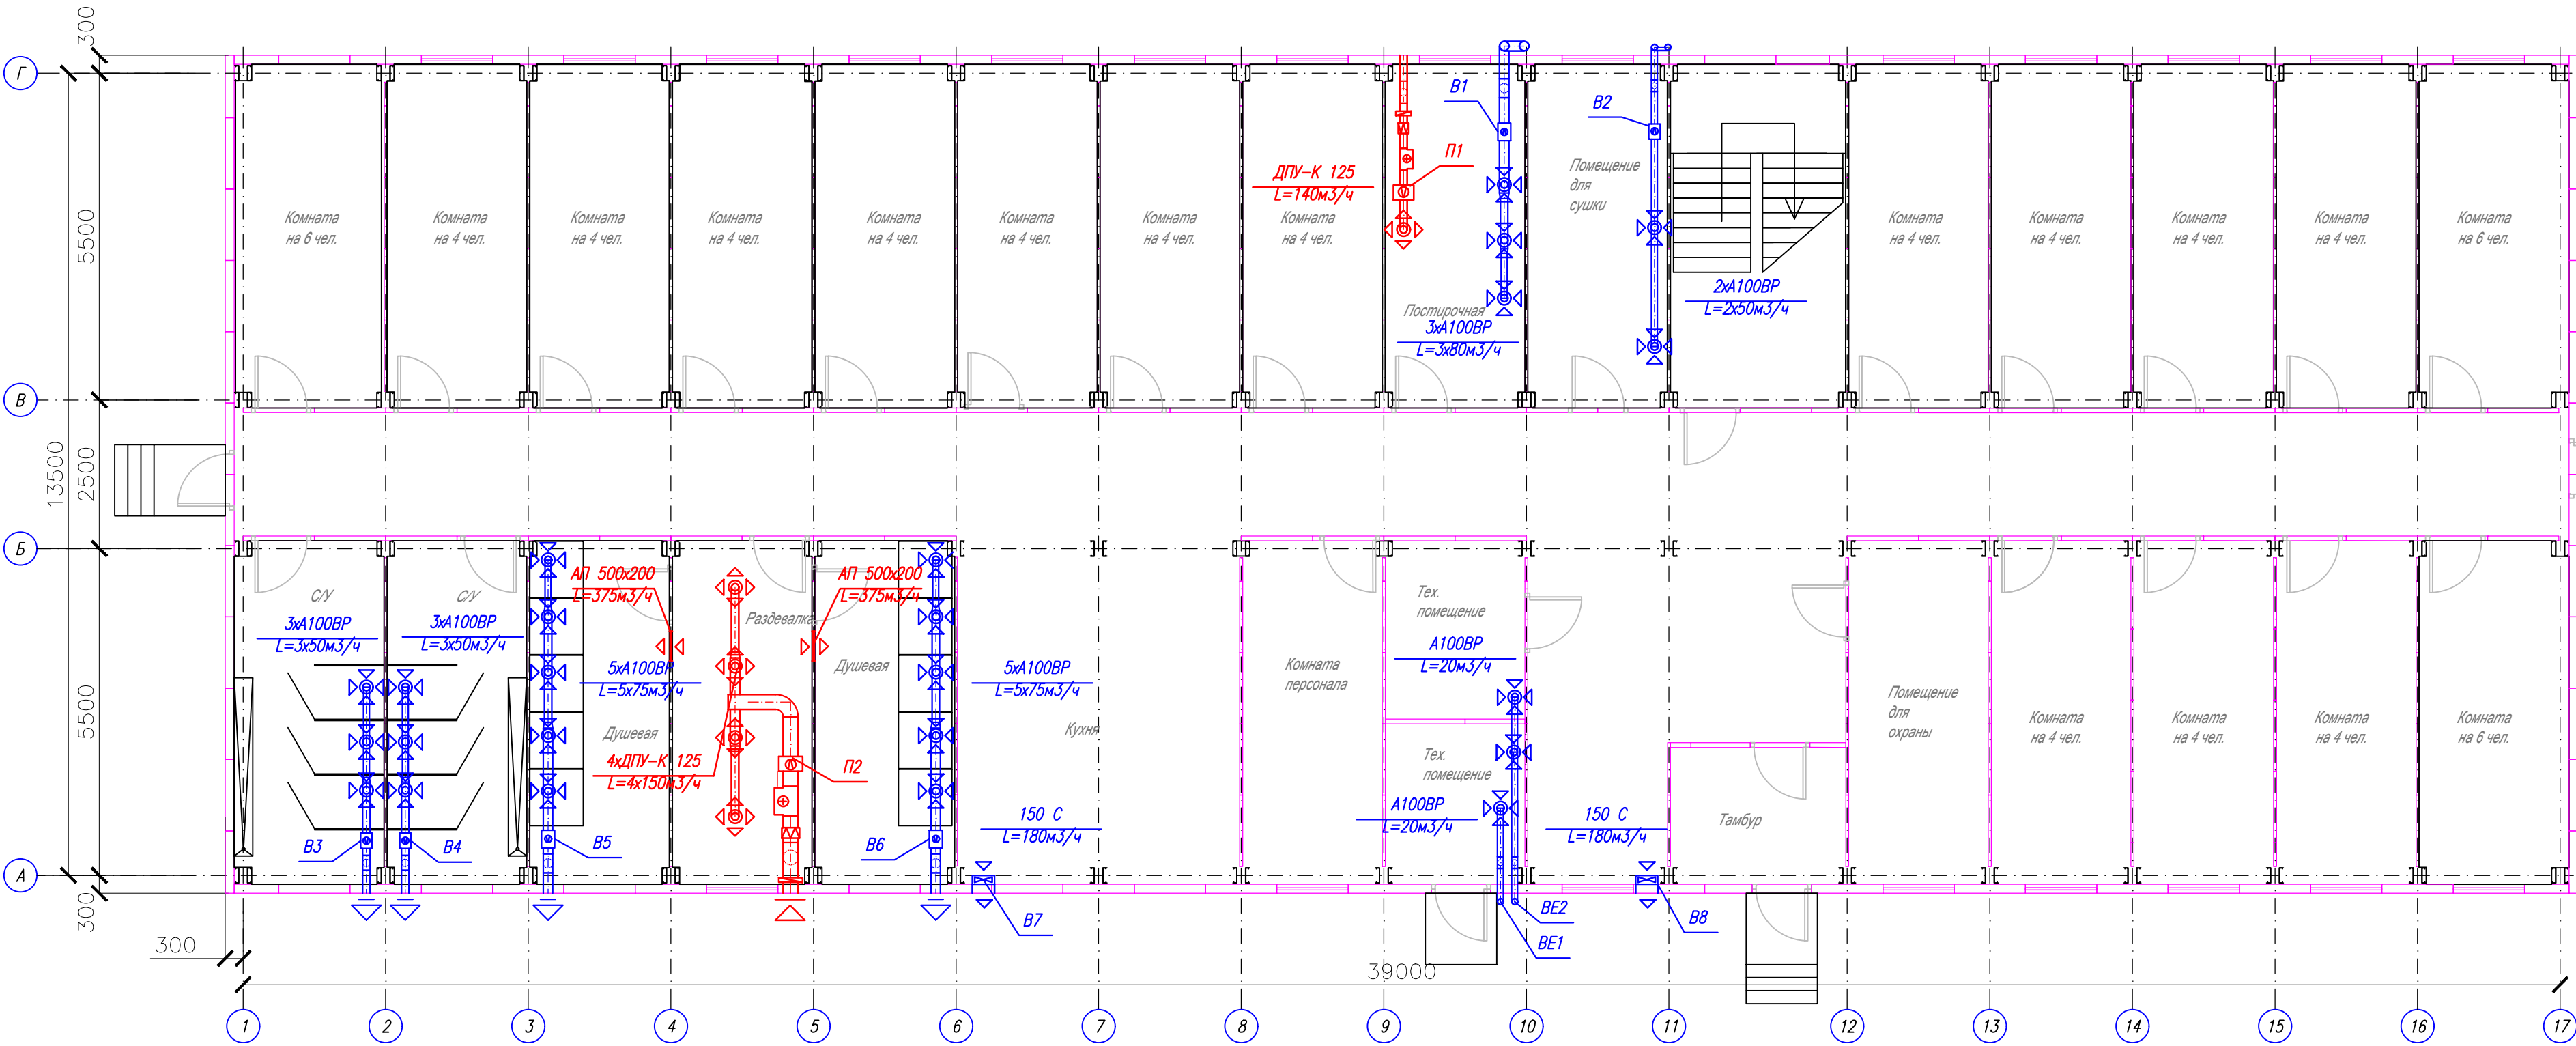 300
Г
В1
В2
ДПУ-К 125
L=140м3/ч
П1
Помещение
для
сушки
5500
Комната
на 6 чел.
Комната
на 4 чел.
Комната
на 4 чел.
Комната
на 4 чел.
Комната
на 4 чел.
Комната
на 4 чел.
Комната
на 4 чел.
Комната
на 4 чел.
Комната
на 4 чел.
Комната
на 4 чел.
Комната
на 4 чел.
Комната
на 4 чел.
Комната
на 6 чел.
2хА100ВР
L=2х50м3/ч
Постирочная
3хА100ВР
L=3х80м3/ч
В
13500
2500
Б
АП 500х200
L=375м3/ч
АП 500х200
L=375м3/ч
С/У
С/У
3хА100ВР
L=3х50м3/ч
3хА100ВР
L=3х50м3/ч
Раздевалка
Тех.
помещение
А100ВР
L=20м3/ч
5500
5хА100ВР
L=5х75м3/ч
Душевая
5хА100ВР
L=5х75м3/ч
Комната
персонала
Помещение
для
охраны
Душевая
Кухня
Комната
на 4 чел.
Комната
на 4 чел.
Комната
на 4 чел.
Комната
на 6 чел.
4хДПУ-К 125
L=4х150м3/ч
П2
Тех.
помещение
А100ВР
L=20м3/ч
150 С
L=180м3/ч
150 С
L=180м3/ч
Тамбур
В3
В4
В5
В6
А
300
В7
ВЕ2
ВЕ1
В8
300
39000
1
2
3
4
5
6
7
8
9
10
11
12
13
14
15
16
17